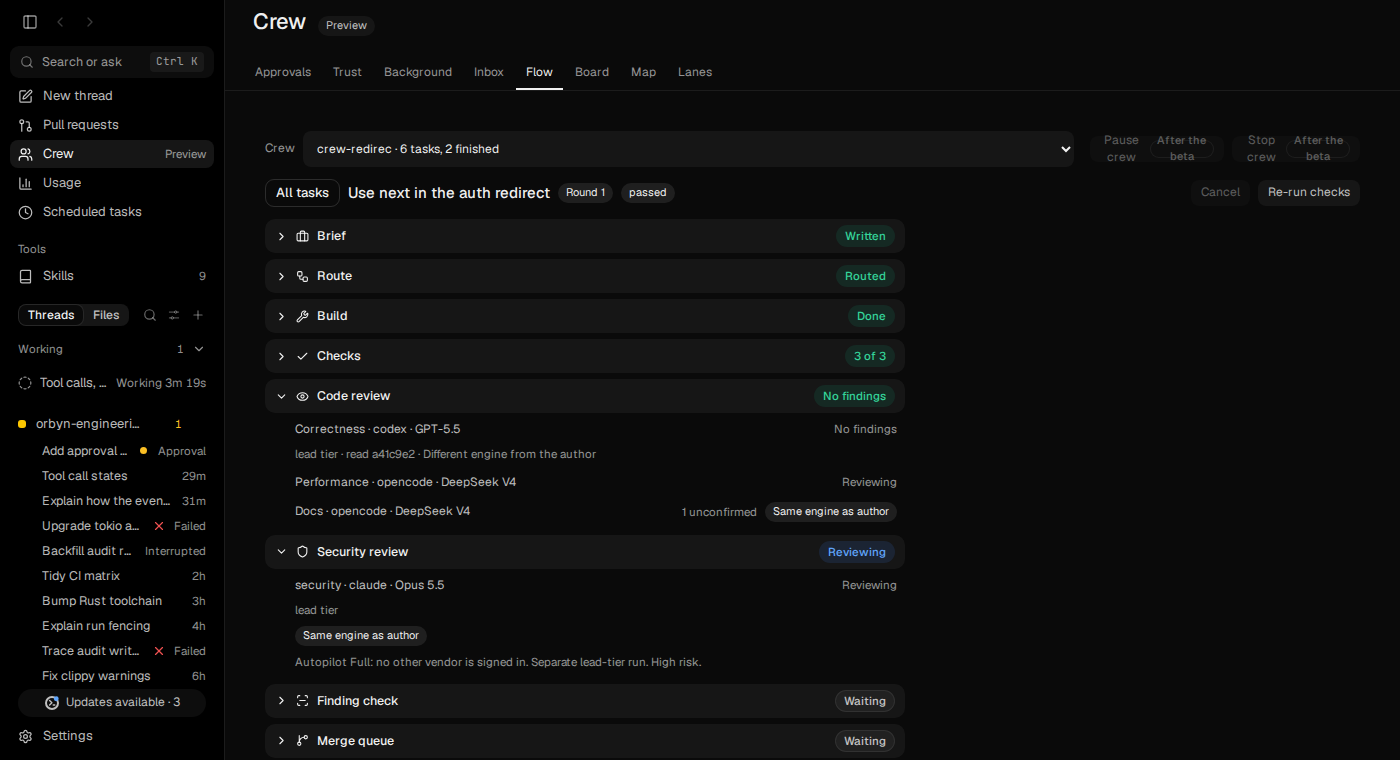 Crew Preview
Search or ask Ctrl K
New thread
Pull requests
Crew Preview
Usage
Scheduled tasks
Tools
Skills 9
Threads Files
Working 1
Tool calls, ... Working 3m 19s
orbyn-engineeri... 1
Add approval ... Approval
Tool call states 29m
Explain how the even... 31m
Upgrade tokio a... Failed
Backfill audit r... Interrupted
Tidy CI matrix 2h
Bump Rust toolchain 3h
Explain run fencing 4h
Trace audit writ... Failed
Fix clippy warnings 6h
Updates available · 3
Settings
Approvals Trust Background Inbox Flow Board Map Lanes
Crew crew-redirec · 6 tasks, 2 finished
Pause crew After the beta
Stop crew After the beta
All tasks Use next in the auth redirect Round 1 passed
Cancel Re-run checks
Brief Written
Route Routed
Build Done
Checks 3 of 3
Code review No findings
Correctness · codex · GPT-5.5 No findings
lead tier · read a41c9e2 · Different engine from the author
Performance · opencode · DeepSeek V4 Reviewing
Docs · opencode · DeepSeek V4 1 unconfirmed Same engine as author
Security review Reviewing
security · claude · Opus 5.5 Reviewing
lead tier
Same engine as author
Autopilot Full: no other vendor is signed in. Separate lead-tier run. High risk.
Finding check Waiting
Merge queue Waiting